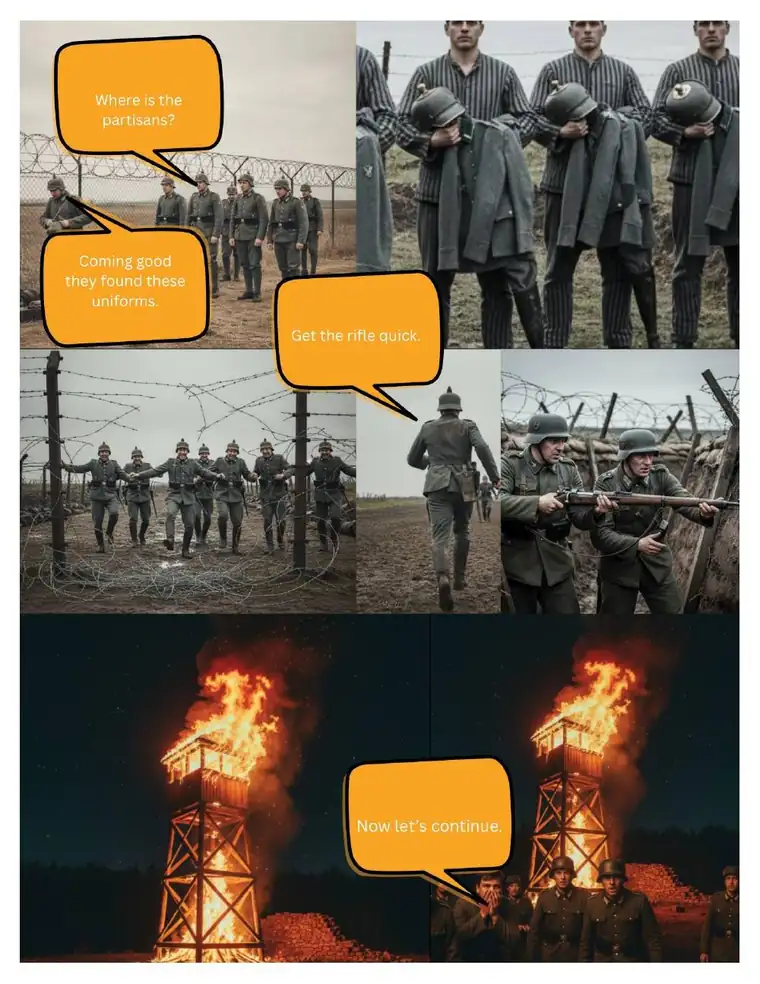 Where is the
partisans?
Coming good
they found these
uniforms.
Get the rifle quick.
Now let's continue.